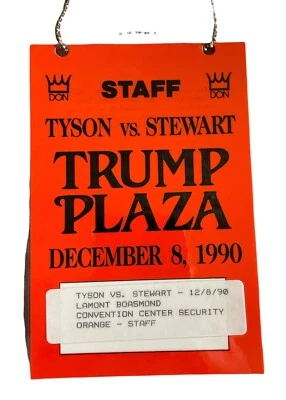 DON STAFF DON
TYSON VS. STEWART
TRUMP
PLAZA
DECEMBER 8, 1990
TYSON VS. STEWART - 12/8/90
LAMONT BOASMOND
CONVENTION CENTER SECURITY
ORANGE - STAFF